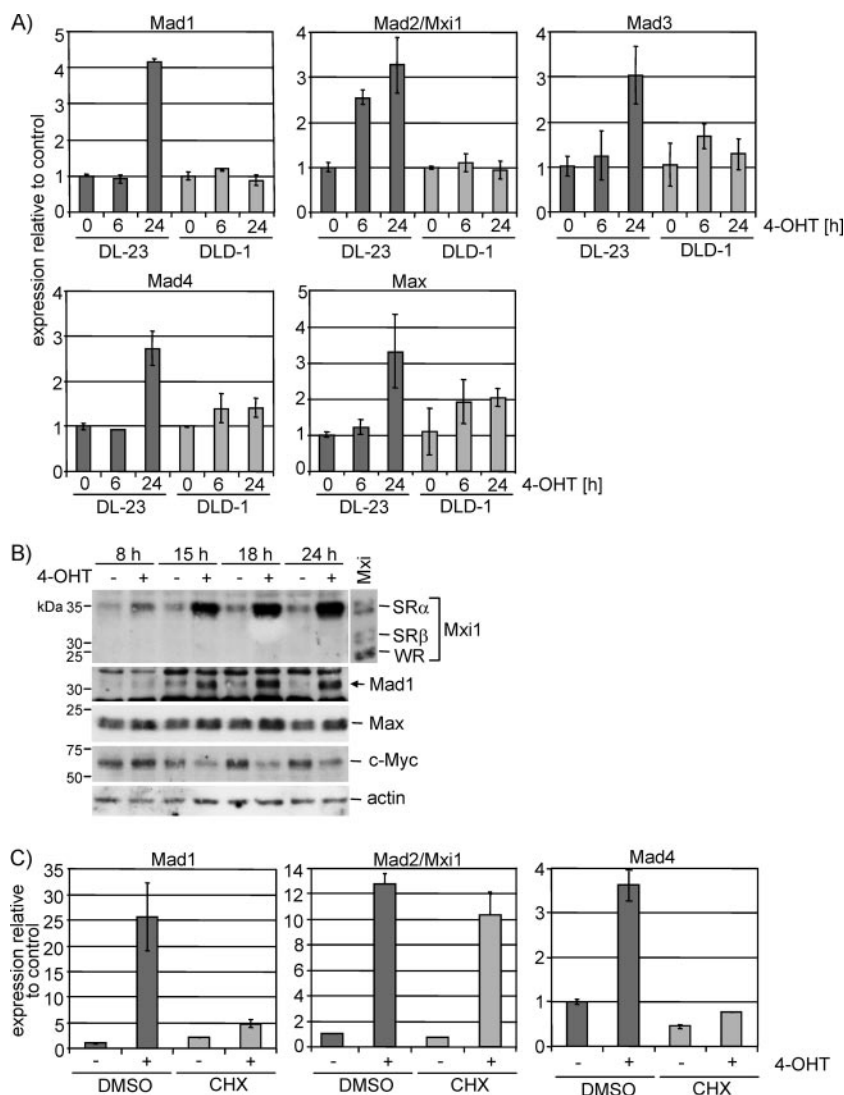 A)
Mad1
Mad2/Mxi1
Mad3
expression relative to control
5
4
3
2
1
0
4
3
2
1
0
4
3
2
1
0
0 6 24 0 6 24
0 6 24 0 6 24
0 6 24 0 6 24
4-OHT [h]
DL-23 DLD-1
DL-23 DLD-1
DL-23 DLD-1
Mad4
Max
4
3
2
1
0
5
4
3
2
1
0
0 6 24 0 6 24
0 6 24 0 6 24
4-OHT [h]
DL-23 DLD-1
DL-23 DLD-1
B)
8 h 15 h 18 h 24 h
Mxi
4-OHT - + - + - + - +
kDa 35
30
25
SRα
SRβ
WR
Mxi1
30
Mad1
25
Max
75
50
c-Myc
actin
C)
Mad1
Mad2/Mxi1
Mad4
expression relative
to control
35
30
25
20
15
10
5
0
14
12
10
8
6
4
2
0
4
3
2
1
0
- + - +
- + - +
- + - +
4-OHT
DMSO CHX
DMSO CHX
DMSO CHX